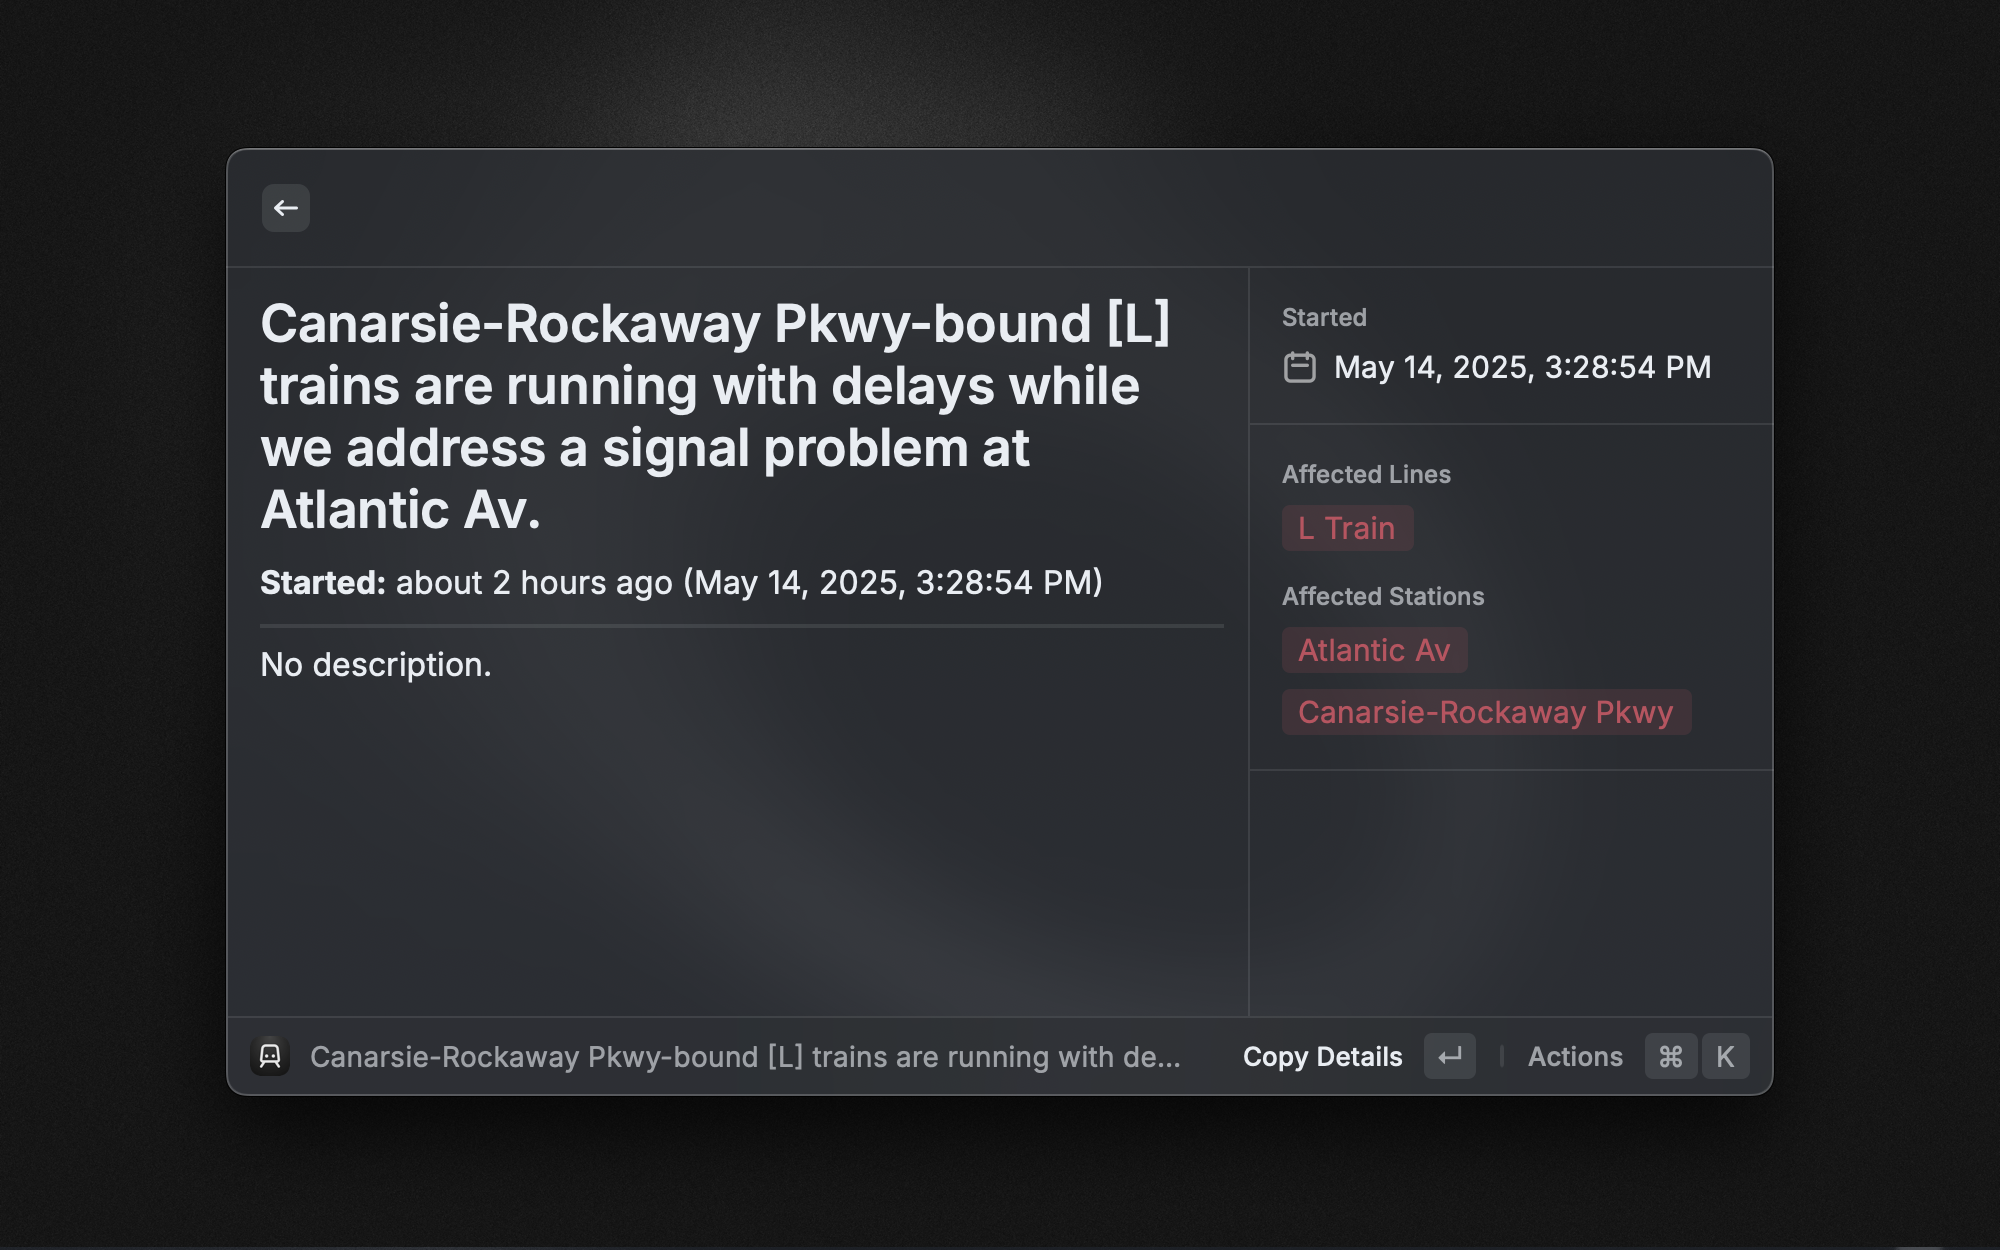 Canarsie-Rockaway Pkwy-bound [L]
trains are running with delays while
we address a signal problem at
Atlantic Av.
Started: about 2 hours ago (May 14, 2025, 3:28:54 PM)
No description.
Started
May 14, 2025, 3:28:54 PM
Affected Lines
L Train
Affected Stations
Atlantic Av
Canarsie-Rockaway Pkwy
Canarsie-Rockaway Pkwy-bound [L] trains are running with de...
Copy Details ↵ Actions ⌘ K